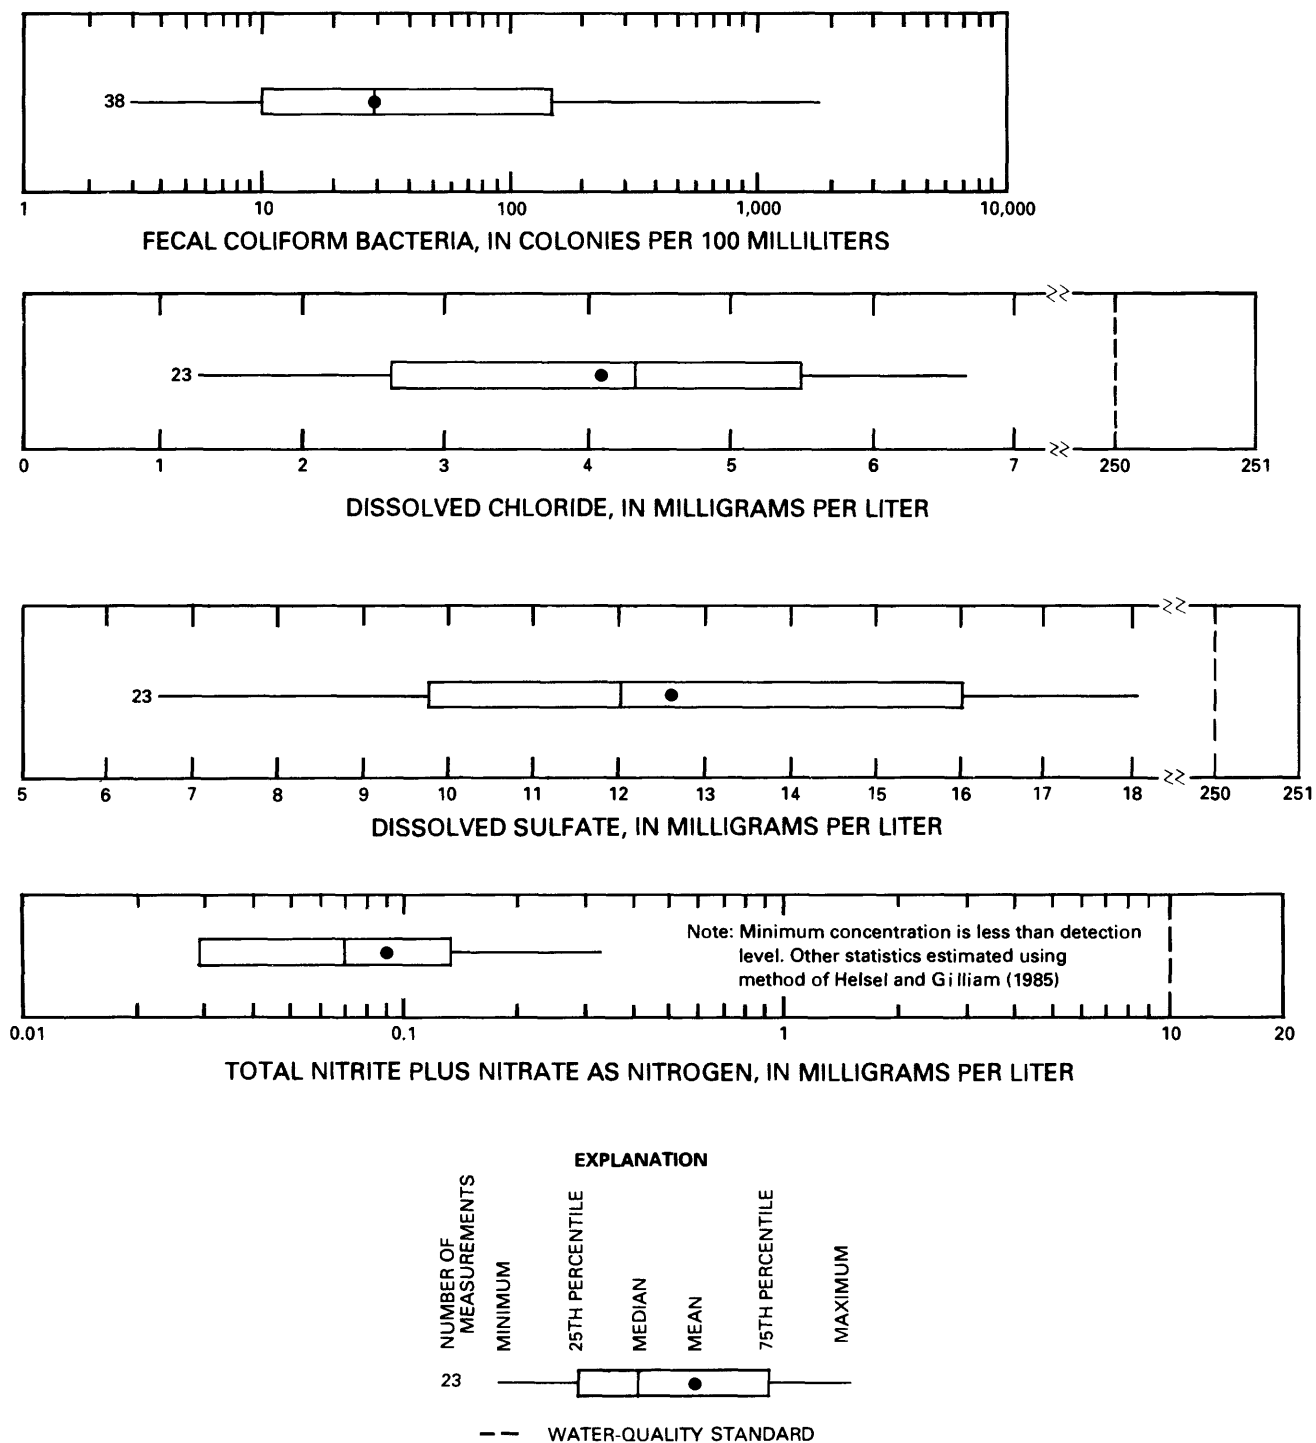 38
1 10 100 1,000 10,000
FECAL COLIFORM BACTERIA, IN COLONIES PER 100 MILLILITERS
23
0 1 2 3 4 5 6 7 250 251
DISSOLVED CHLORIDE, IN MILLIGRAMS PER LITER
23
5 6 7 8 9 10 11 12 13 14 15 16 17 18 250 251
DISSOLVED SULFATE, IN MILLIGRAMS PER LITER
Note: Minimum concentration is less than detection
level. Other statistics estimated using
method of Helsel and Gilliam (1985)
0.01 0.1 1 10 20
TOTAL NITRITE PLUS NITRATE AS NITROGEN, IN MILLIGRAMS PER LITER
EXPLANATION
NUMBER OF
MEASUREMENTS
MINIMUM
25TH PERCENTILE
MEDIAN
MEAN
75TH PERCENTILE
MAXIMUM
23
WATER-QUALITY STANDARD